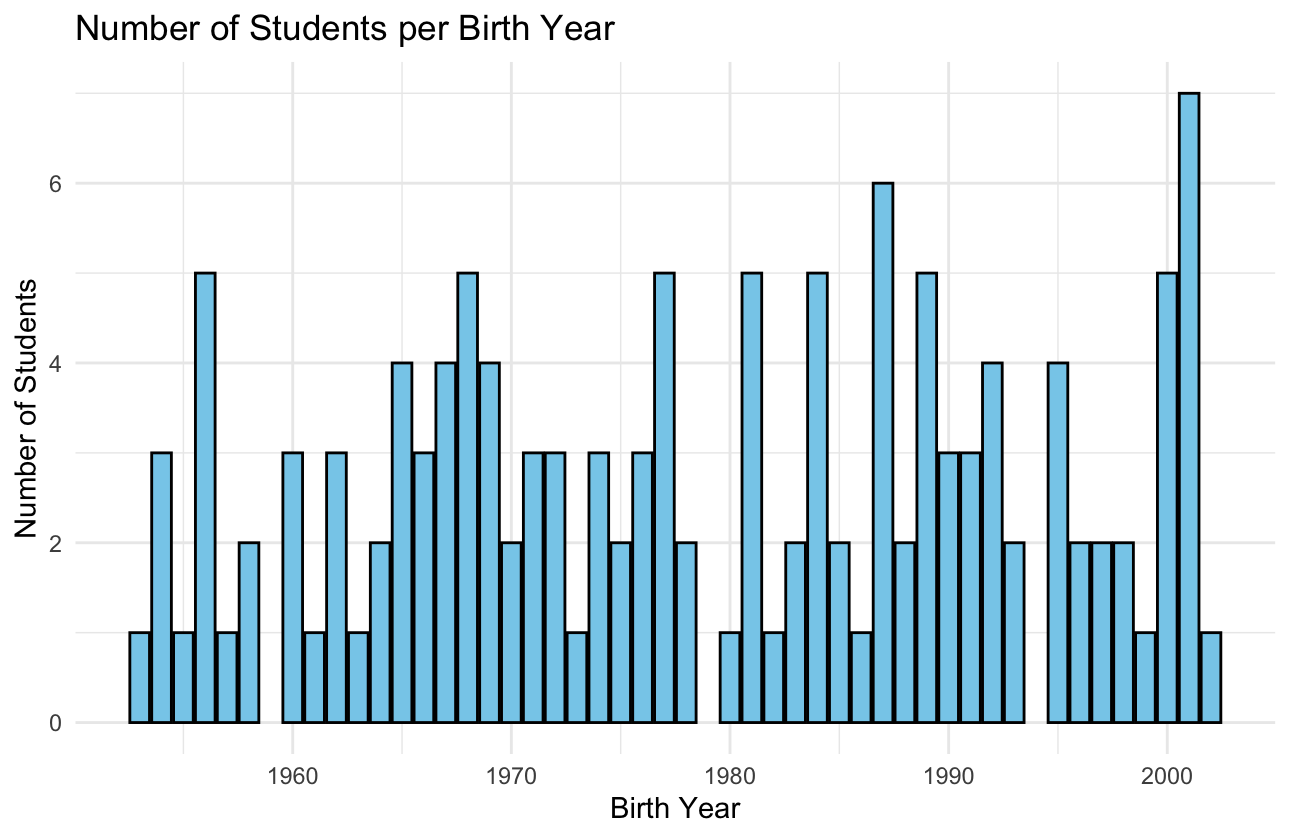 Number of Students per Birth Year
Number of Students
6
4
2
0
1960 1970 1980 1990 2000
Birth Year